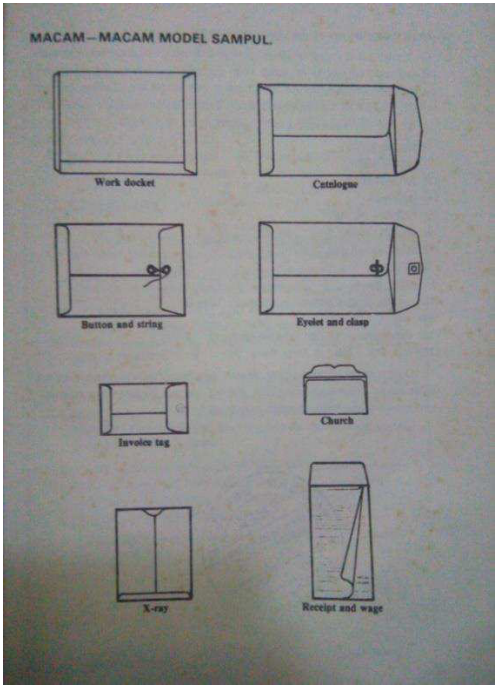 MACAM–MACAM MODEL SAMPUL.
Work docket
Catalogue
Button and string
Eyelet and clasp
Invoice tag
Church
X-ray
Receipt and wage